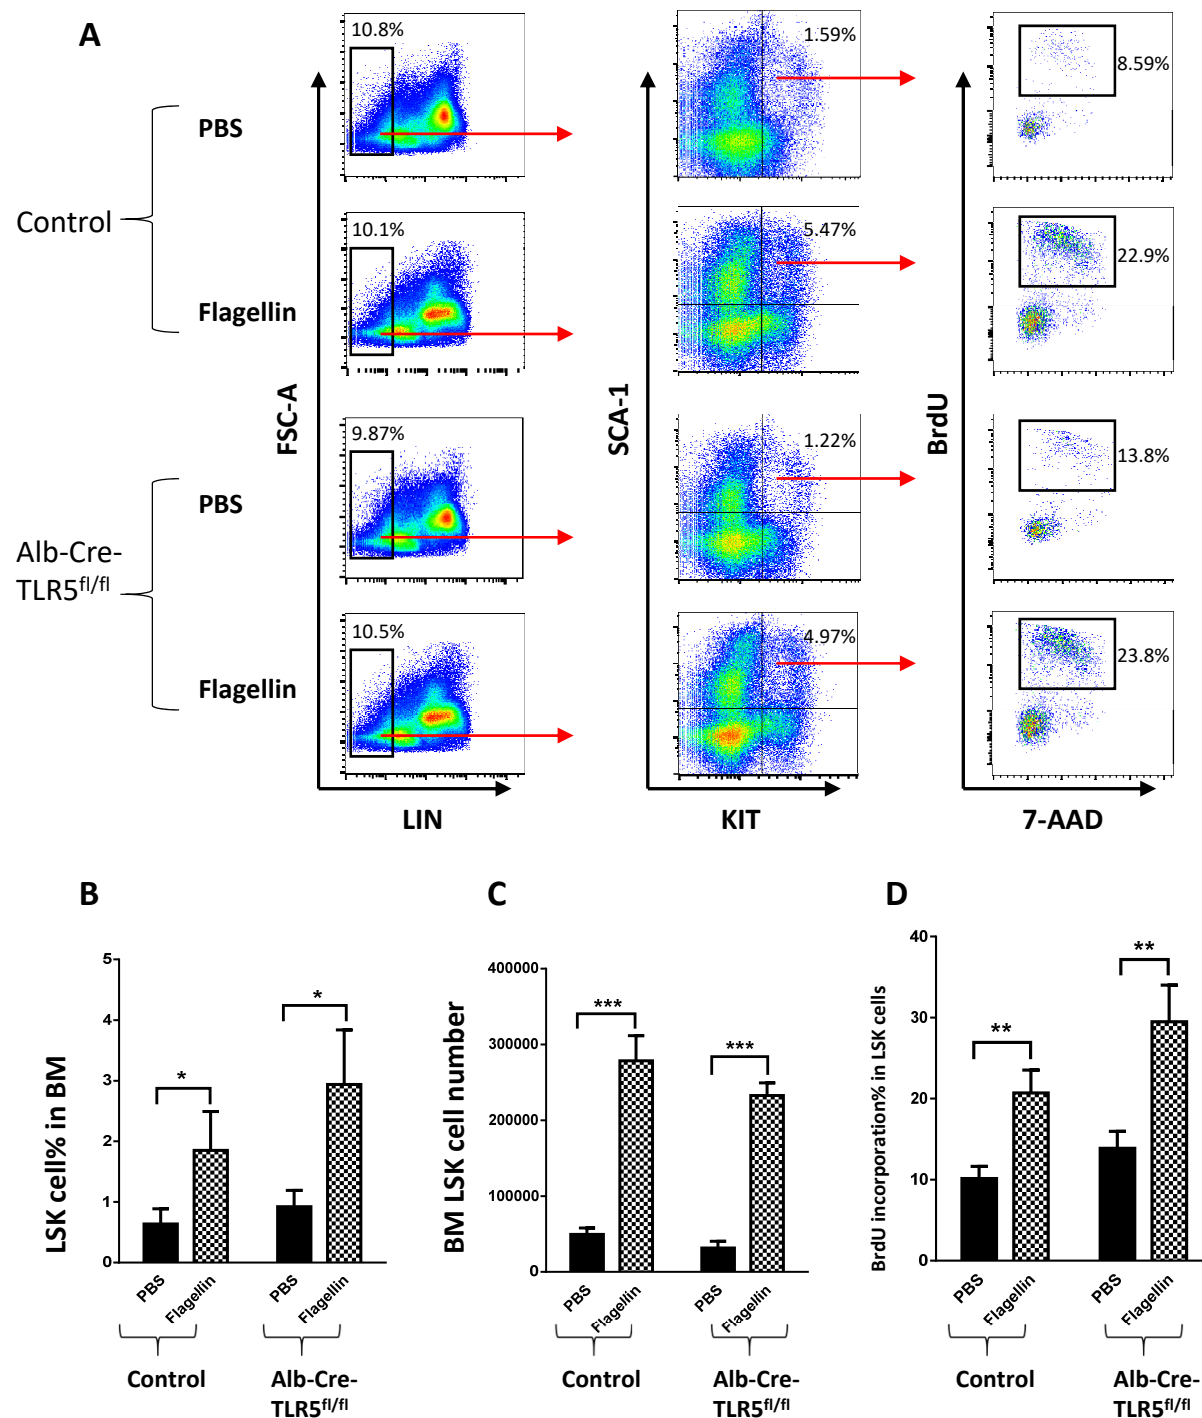 A
10.8%
1.59%
8.59%
PBS
Control
10.1%
5.47%
22.9%
Flagellin
FSC-A
SCA-1
BrdU
9.87%
1.22%
13.8%
PBS
Alb-Cre-
TLR5fl/fl
10.5%
4.97%
23.8%
Flagellin
LIN
KIT
7-AAD
B
LSK cell% in BM
5
4
3
2
1
0
*
*
PBS
Flagellin
PBS
Flagellin
Control
Alb-Cre-
TLR5fl/fl
C
BM LSK cell number
400000
300000
200000
100000
0
***
***
PBS
Flagellin
PBS
Flagellin
Control
Alb-Cre-
TLR5fl/fl
D
BrdU incorporation% in LSK cells
40
30
20
10
0
**
**
PBS
Flagellin
PBS
Flagellin
Control
Alb-Cre-
TLR5fl/fl